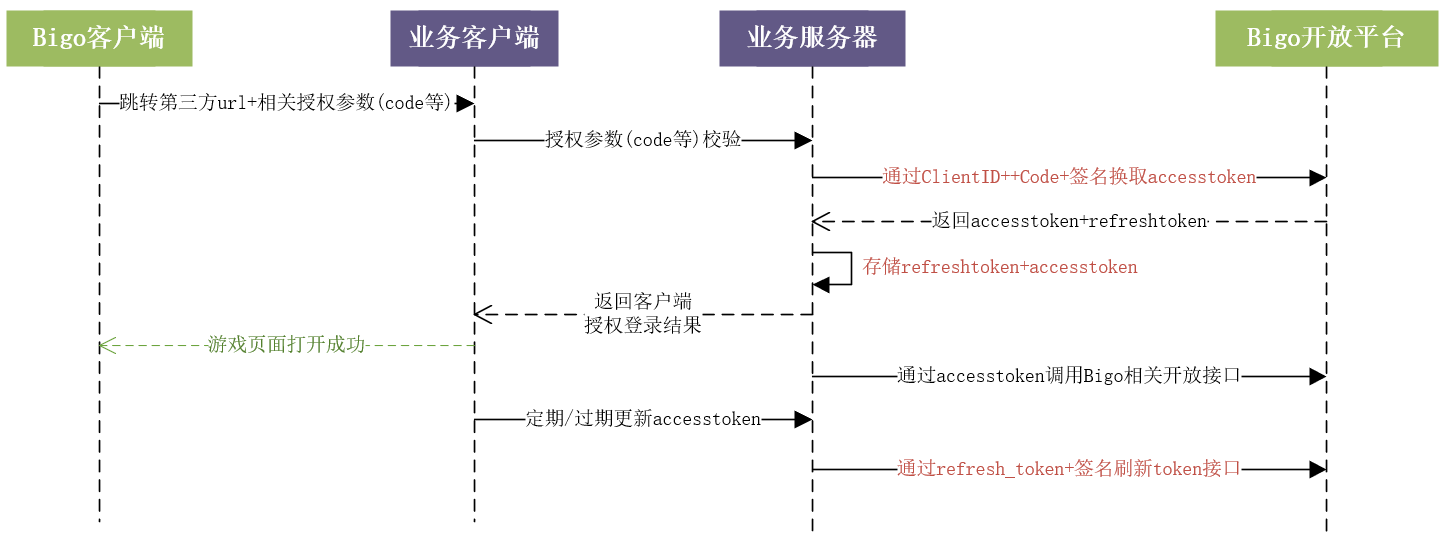 Bigo客户端
业务客户端
业务服务器
Bigo开放平台
跳转第三方url+相关授权参数(code等)
授权参数(code等)校验
通过ClientID++Code+签名换取accesstoken
返回accesstoken+refreshtoken
存储refreshtoken+accesstoken
返回客户端
授权登录结果
游戏页面打开成功
通过accesstoken调用Bigo相关开放接口
定期/过期更新accesstoken
通过refresh_token+签名刷新token接口